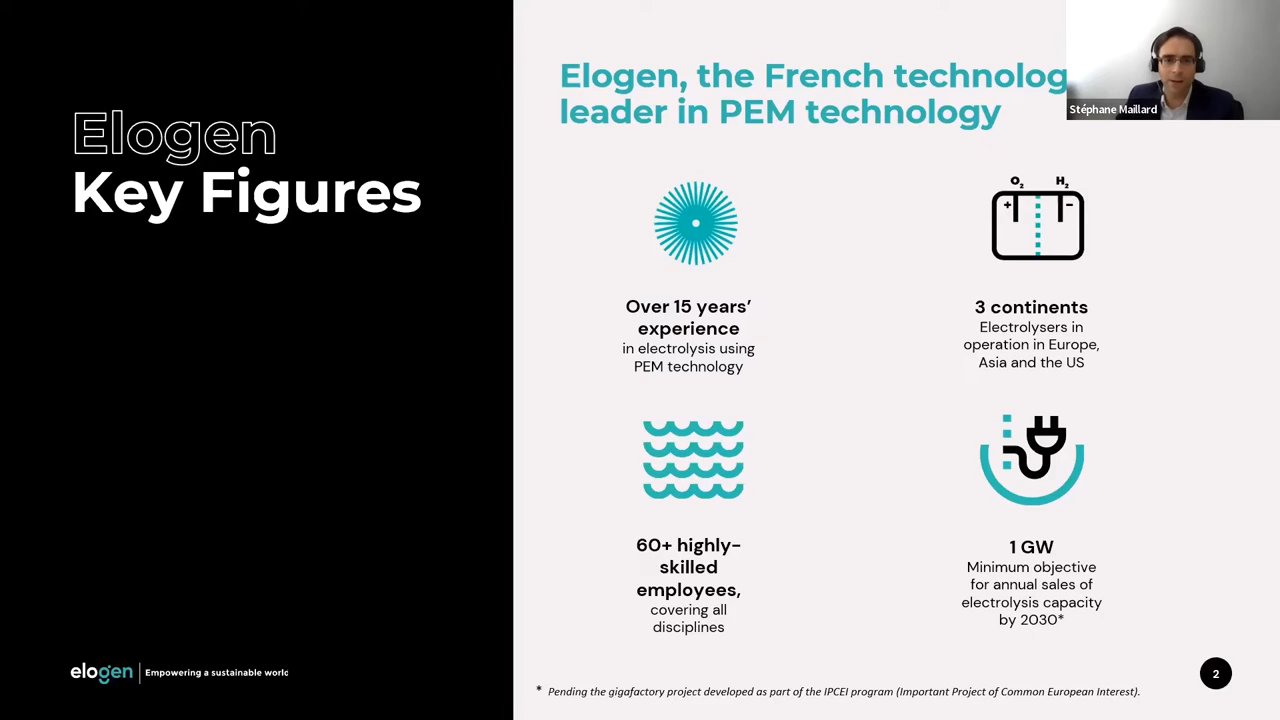 Elogen
Key Figures
Elogen, the French technolog
leader in PEM technology
Stéphane Maillard
O2 H2
+ −
Over 15 years’
experience
in electrolysis using
PEM technology
3 continents
Electrolysers in
operation in Europe,
Asia and the US
60+ highly-
skilled
employees,
covering all
disciplines
1 GW
Minimum objective
for annual sales of
electrolysis capacity
by 2030*
elogen Empowering a sustainable world
* Pending the gigafactory project developed as part of the IPCEI program (Important Project of Common European Interest).
2